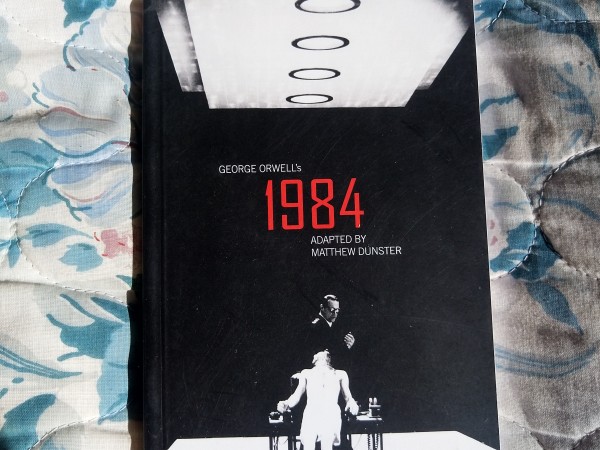 GEORGE ORWELL's
1984
ADAPTED BY
MATTHEW DUNSTER